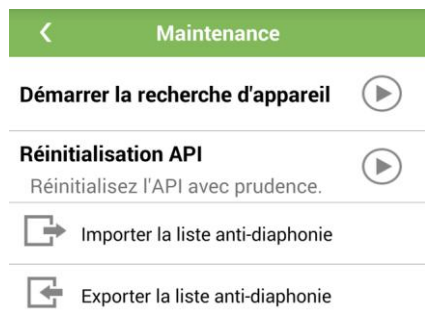 Maintenance
Démarrer la recherche d'appareil
Réinitialisation API
Réinitialisez l'API avec prudence.
Importer la liste anti-diaphonie
Exporter la liste anti-diaphonie